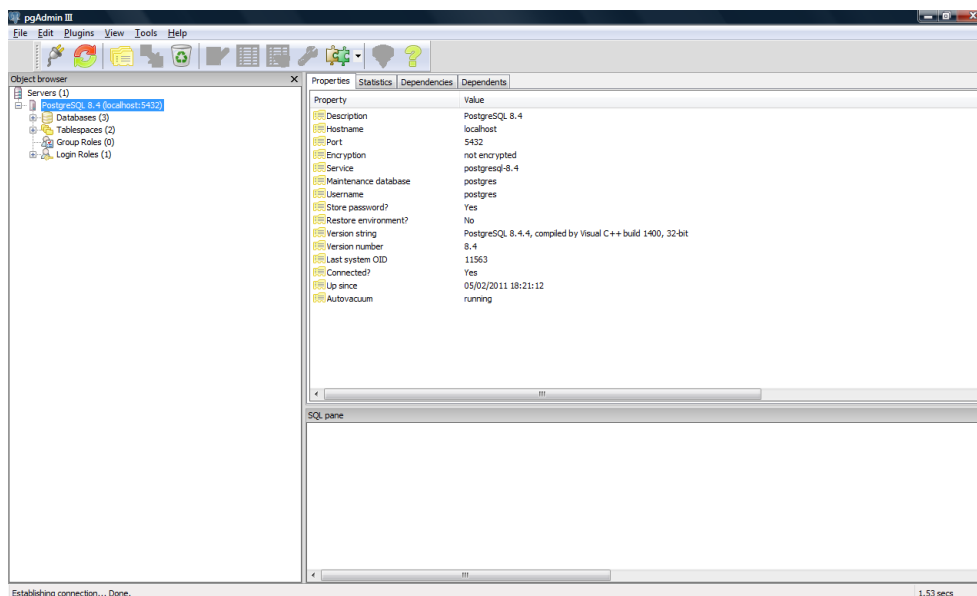 pgAdmin III
File Edit Plugins View Tools Help
Object browser
Servers (1)
PostgreSQL 8.4 (localhost:5432)
Databases (3)
Tablespaces (2)
Group Roles (0)
Login Roles (1)
Properties Statistics Dependencies Dependents
Property Value
Description PostgreSQL 8.4
Hostname localhost
Port 5432
Encryption not encrypted
Service postgresql-8.4
Maintenance database postgres
Username postgres
Store password? Yes
Restore environment? No
Version string PostgreSQL 8.4.4, compiled by Visual C++ build 1400, 32-bit
Version number 8.4
Last system OID 11563
Connected? Yes
Up since 05/02/2011 18:21:12
Autovacuum running
SQL pane
Establishing connection... Done. 1.53 secs